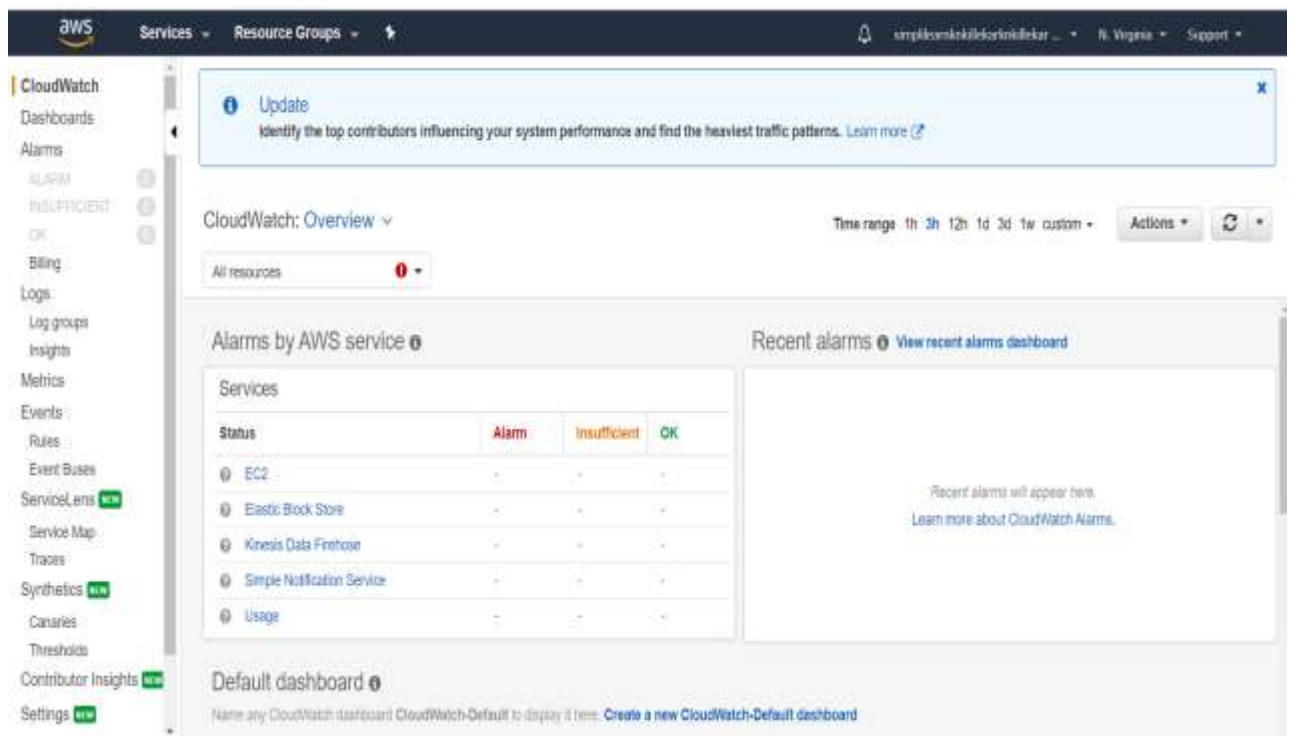 aws
Services
Resource Groups
N. Virginia
Support
CloudWatch
Dashboards
Alarms
ALARM
INSUFFICIENT
OK
Billing
Logs
Log groups
Insights
Metrics
Events
Rules
Event Buses
ServiceLens NEW
Service Map
Traces
Synthetics NEW
Canaries
Thresholds
Contributor Insights NEW
Settings NEW
Update
Identify the top contributors influencing your system performance and find the heaviest traffic patterns. Learn more
CloudWatch: Overview
Time range 1h 3h 12h 1d 3d 1w custom
Actions
All resources
Alarms by AWS service
Services
Status Alarm Insufficient OK
EC2 - - -
Elastic Block Store - - -
Kinesis Data Firehose - - -
Simple Notification Service - - -
Usage - - -
Recent alarms View recent alarms dashboard
Recent alarms will appear here.
Learn more about CloudWatch Alarms.
Default dashboard
Name any CloudWatch dashboard CloudWatch-Default to display it here. Create a new CloudWatch-Default dashboard